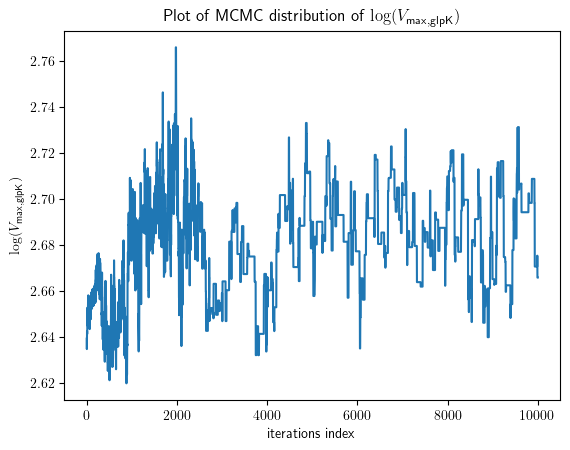 Plot of MCMC distribution of log(V_max,glpK)
log(V_max,glpK)
2.76
2.74
2.72
2.70
2.68
2.66
2.64
2.62
0 2000 4000 6000 8000 10000
iterations index